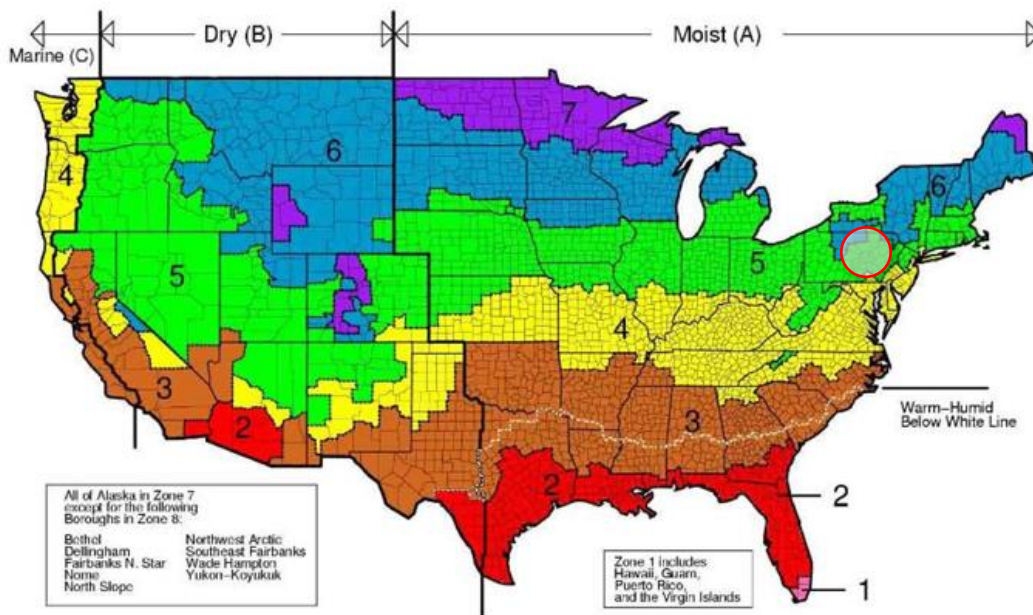 Dry (B)
Moist (A)
Marine (C)
7
6
6
4
5
5
4
3
3
2
2
Warm-Humid
Below White Line
All of Alaska in Zone 7
except for the following
Boroughs in Zone 8:
Bethel
Dellingham
Fairbanks N. Star
Nome
North Slope
Northwest Arctic
Southeast Fairbanks
Wade Hampton
Yukon-Koyukuk
Zone 1 includes
Hawaii, Guam,
Puerto Rico,
and the Virgin Islands
2
1